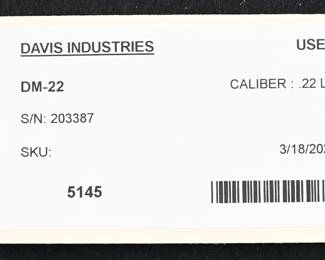 DAVIS INDUSTRIES USE
DM-22 CALIBER : .22 L
S/N: 203387
SKU: 3/18/202
5145